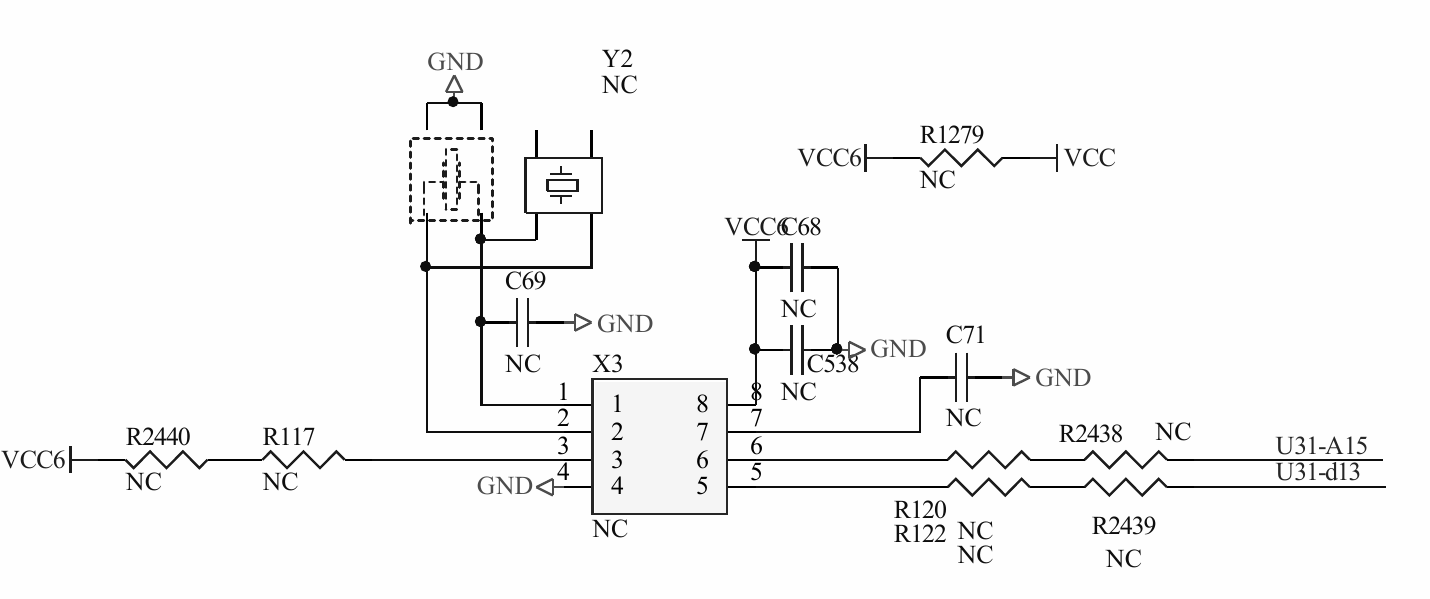 GND
Y2
NC
R1279
VCC6
VCC
NC
VCC6
C68
C69
NC
GND
GND
C71
NC
X3
C538
NC
GND
NC
1
1
8
8
2
2
7
7
R2440
R117
3
3
6
6
R2438
NC
U31-A15
VCC6
NC
NC
GND
4
4
5
5
U31-d13
NC
R120
R122
NC
NC
R2439
NC